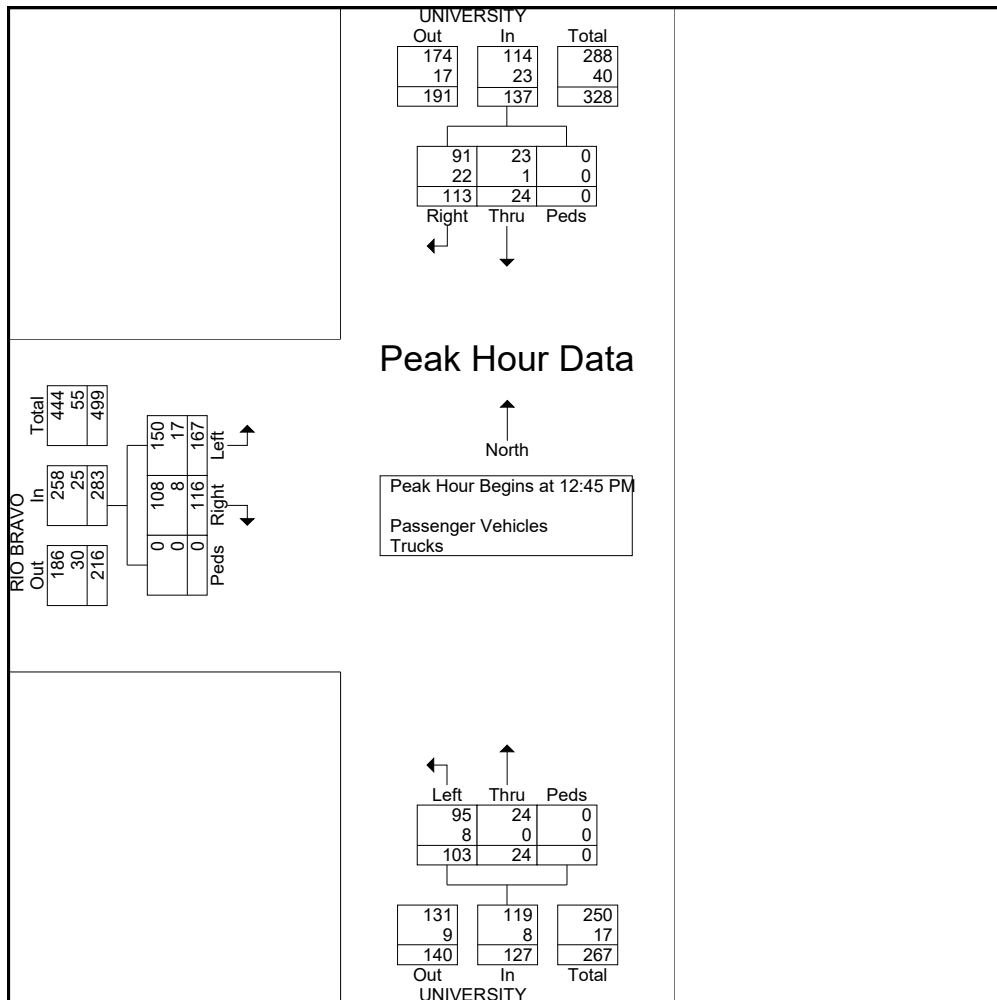 UNIVERSITY
Out In Total
174 114 288
17 23 40
191 137 328
91 23 0
22 1 0
113 24 0
Right Thru Peds
Peak Hour Data
North
Peak Hour Begins at 12:45 PM
Passenger Vehicles
Trucks
RIO BRAVO
Out In Total
186 258 444
30 25 55
216 283 499
0 108 150
0 8 17
0 116 167
Peds Right Left
Left Thru Peds
95 24 0
8 0 0
103 24 0
131 119 250
9 8 17
140 127 267
Out In Total
UNIVERSITY